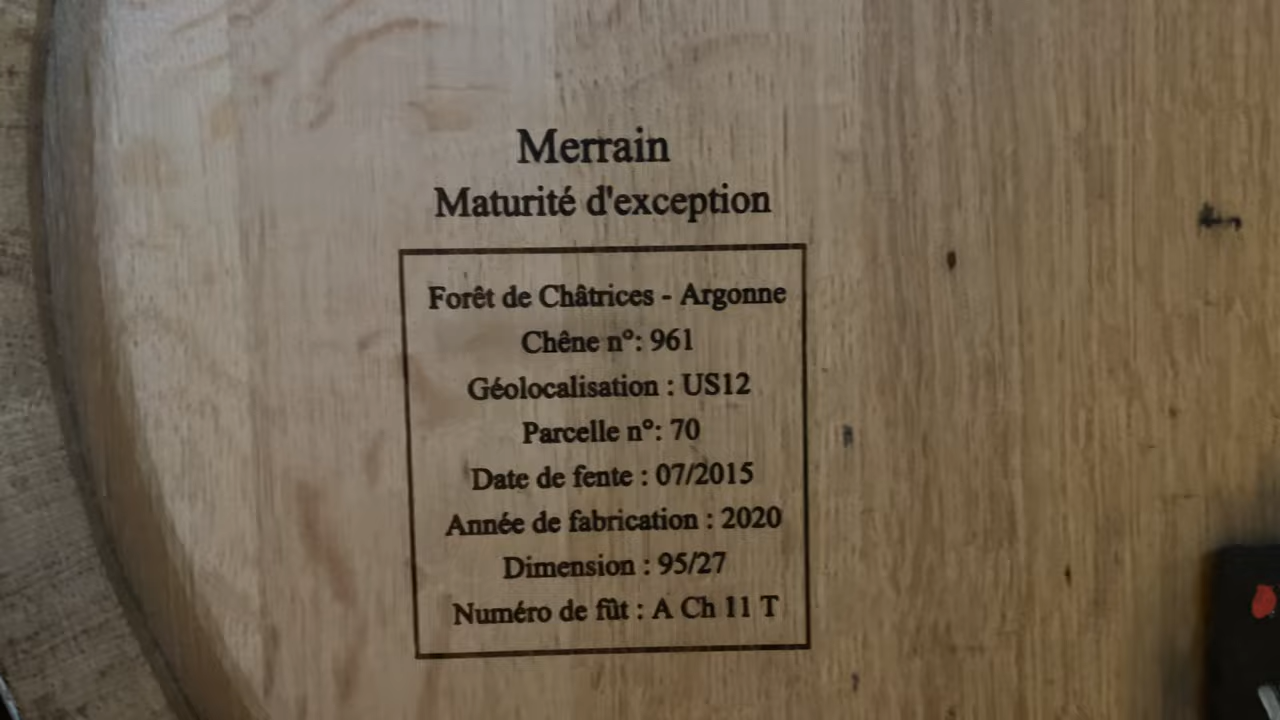 Merrain
Maturité d'exception
Forêt de Châtrices - Argonne
Chêne n°: 961
Géolocalisation : US12
Parcelle n°: 70
Date de fente : 07/2015
Année de fabrication : 2020
Dimension : 95/27
Numéro de fût : A Ch 11 T